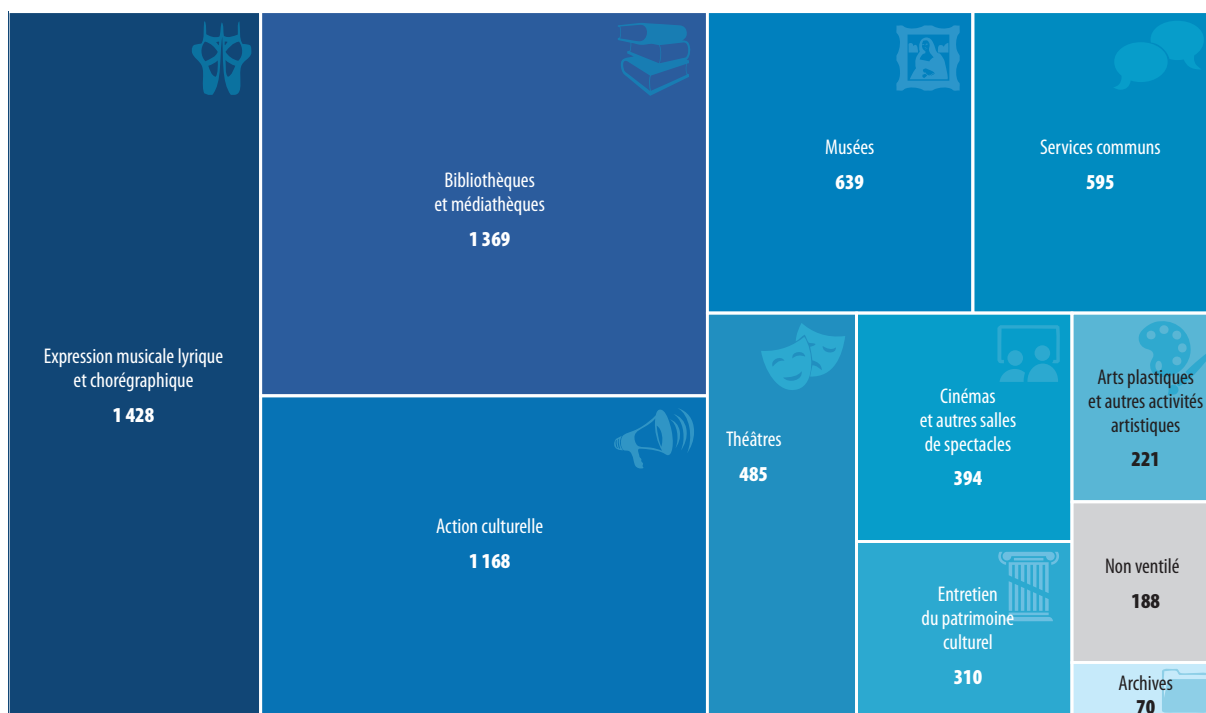 Expression musicale lyrique
et chorégraphique
1 428
Bibliothèques
et médiathèques
1 369
Action culturelle
1 168
Musées
639
Services communs
595
Théâtres
485
Cinémas
et autres salles
de spectacles
394
Entretien
du patrimoine
culturel
310
Arts plastiques
et autres activités
artistiques
221
Non ventilé
188
Archives
70